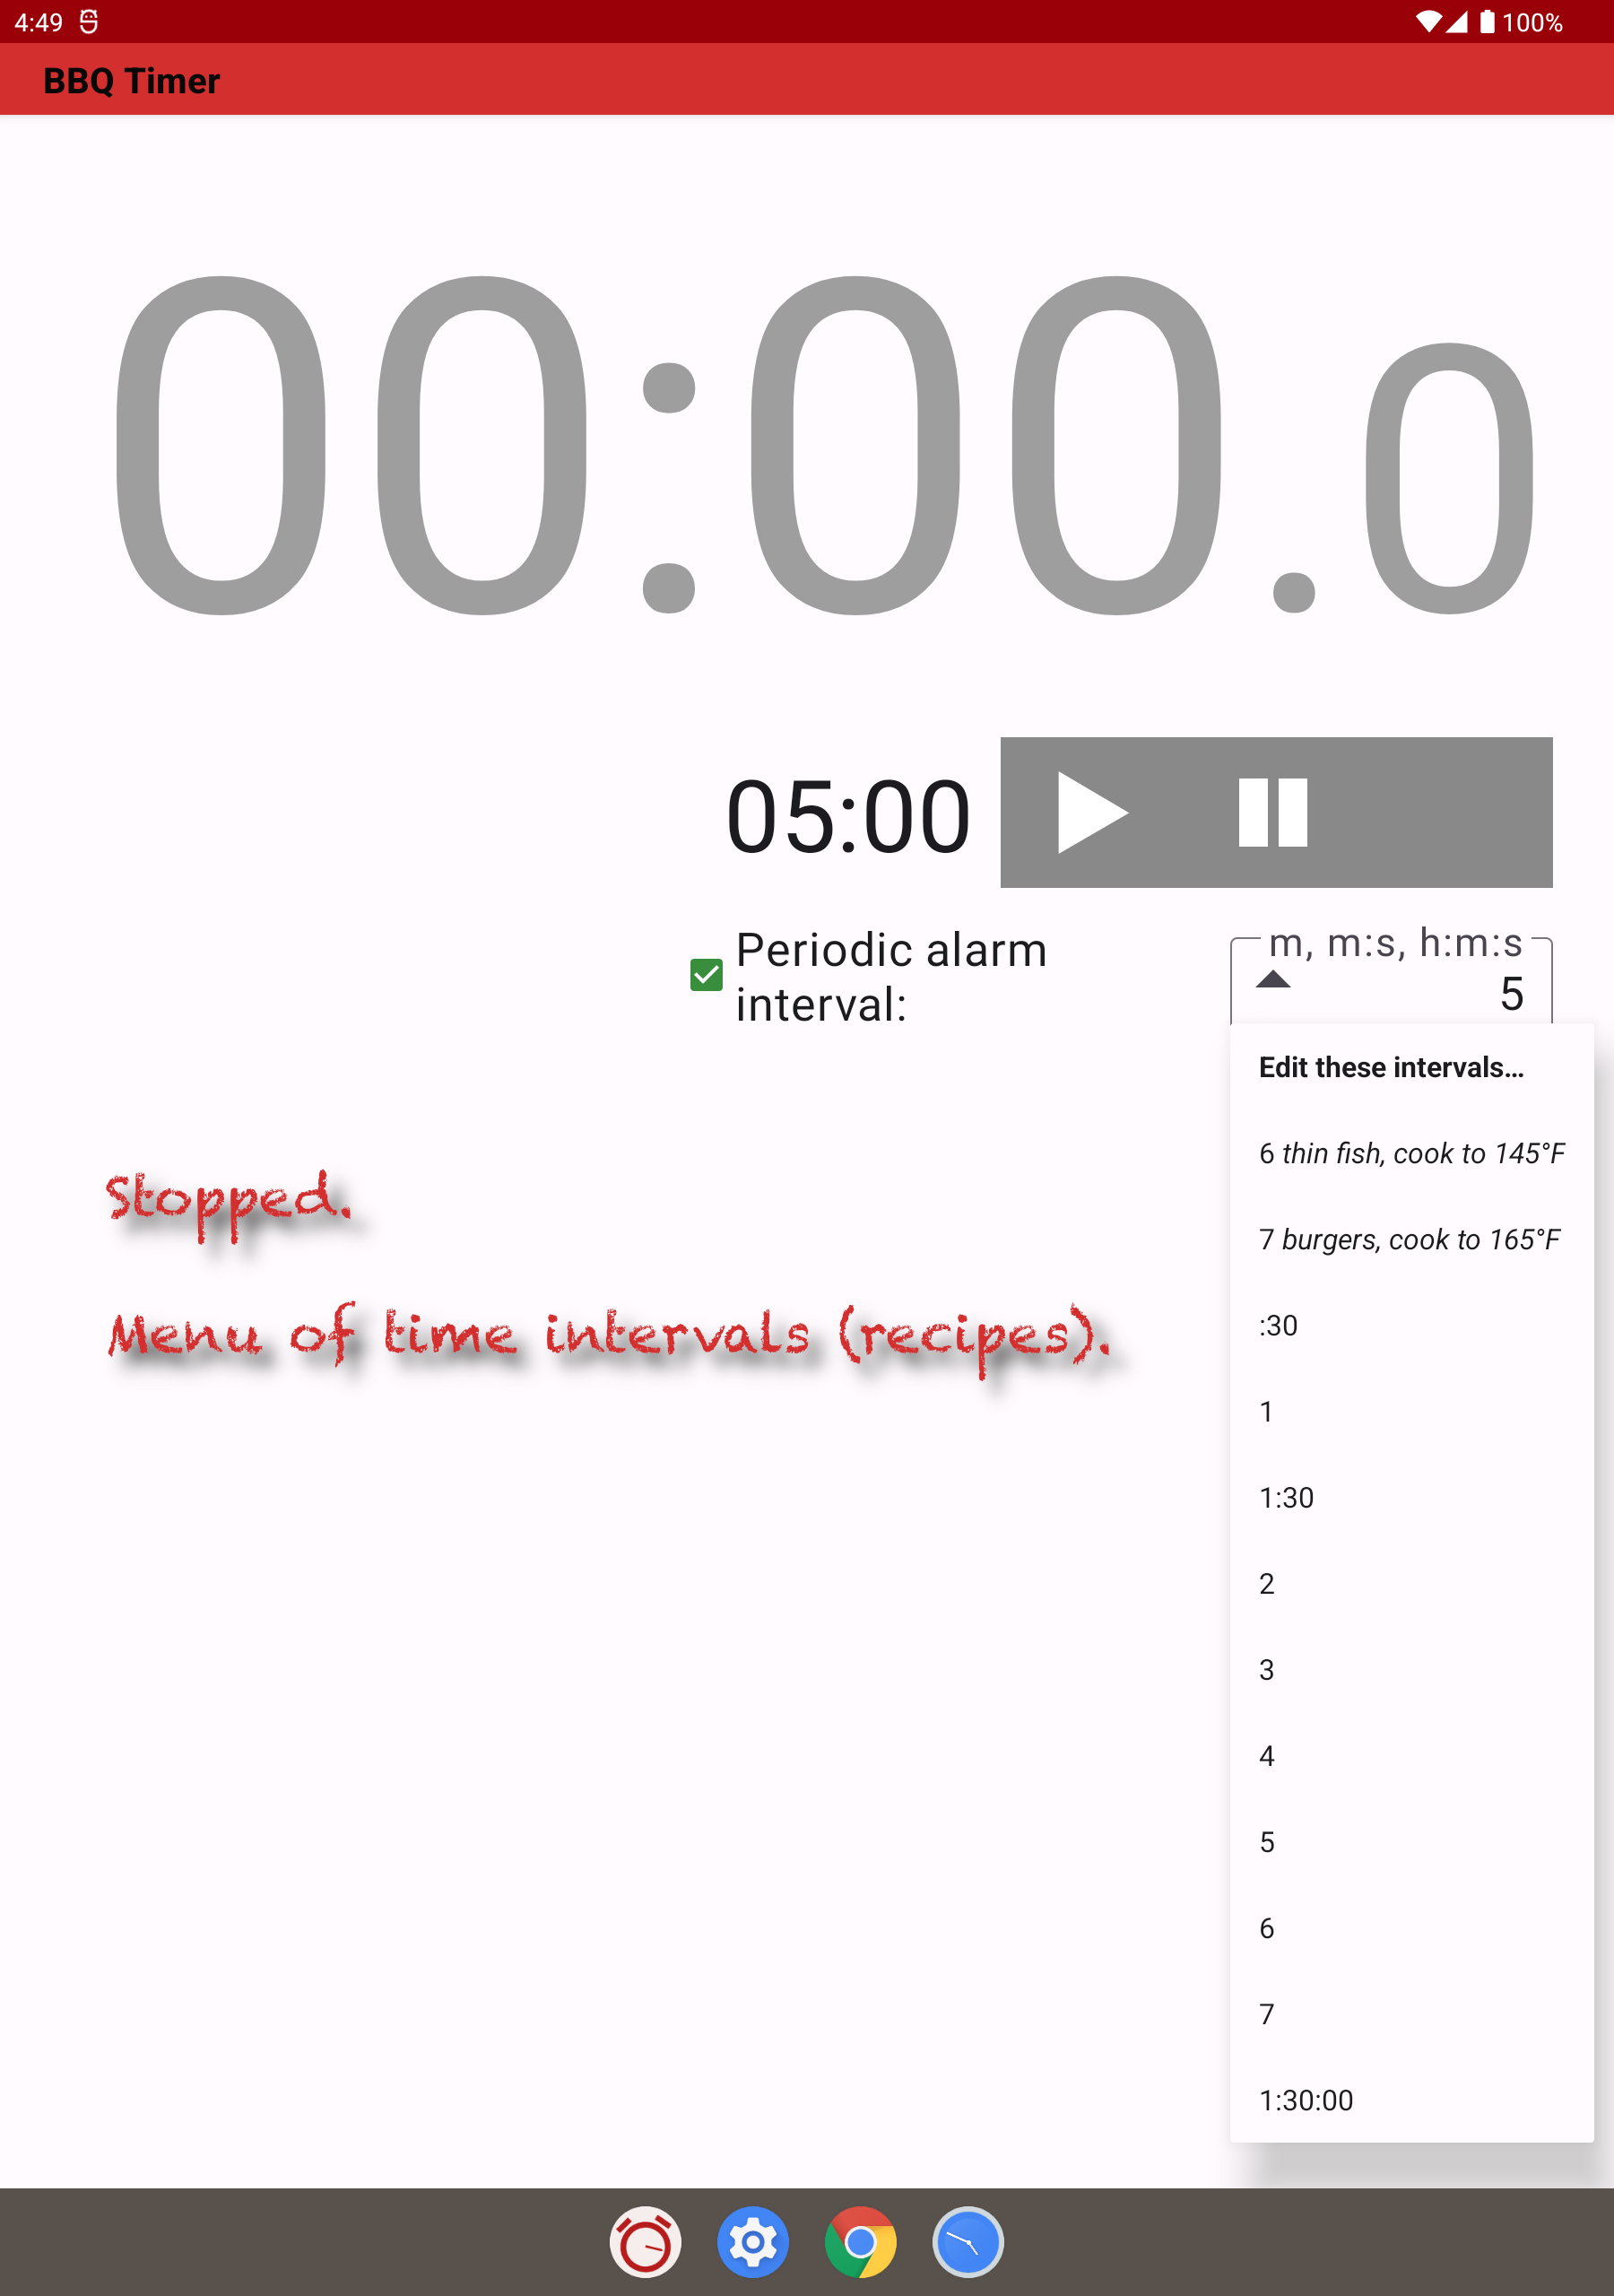 4:49
100%
BBQ Timer
00:00.0
05:00
Periodic alarm
interval:
m, m:s, h:m:s
5
Edit these intervals...
6 thin fish, cook to 145°F
7 burgers, cook to 165°F
:30
1
1:30
2
3
4
5
6
7
1:30:00
Stopped.
Menu of time intervals (recipes).